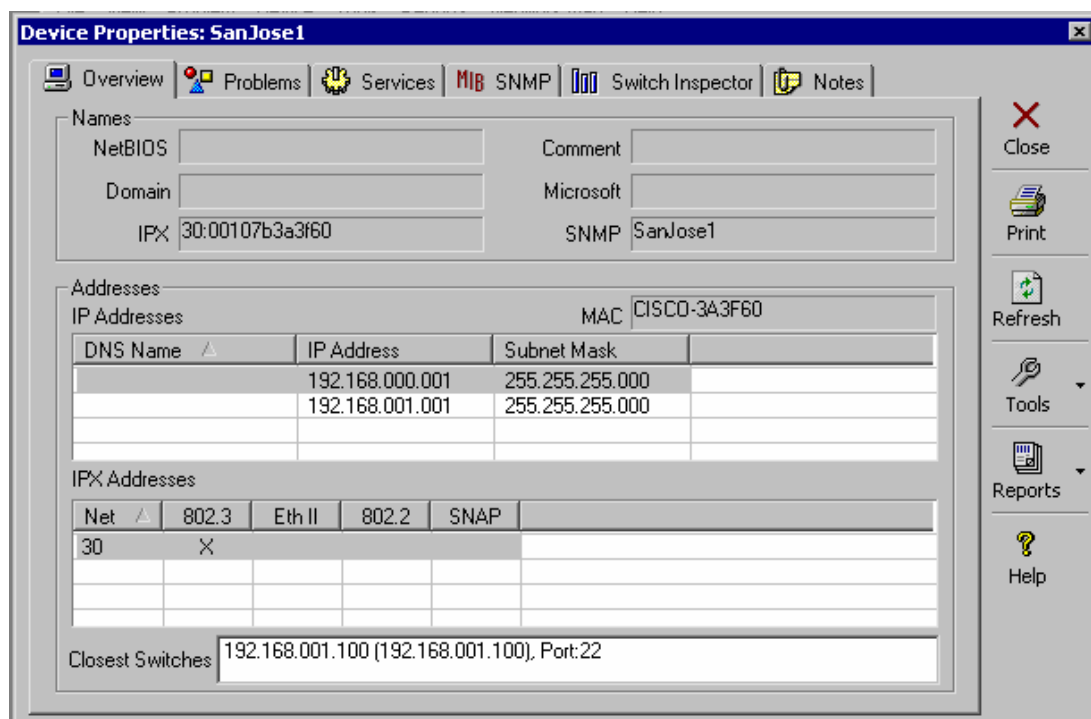 Device Properties: SanJose1
Overview Problems Services MIB SNMP Switch Inspector Notes
Names
NetBIOS Comment
Domain Microsoft
IPX 30:00107b3a3f60 SNMP SanJose1
Addresses
IP Addresses MAC CISCO-3A3F60
DNS Name IP Address Subnet Mask
192.168.000.001 255.255.255.000
192.168.001.001 255.255.255.000
IPX Addresses
Net 802.3 Eth II 802.2 SNAP
30 X
Closest Switches 192.168.001.100 (192.168.001.100), Port:22
Close
Print
Refresh
Tools
Reports
Help